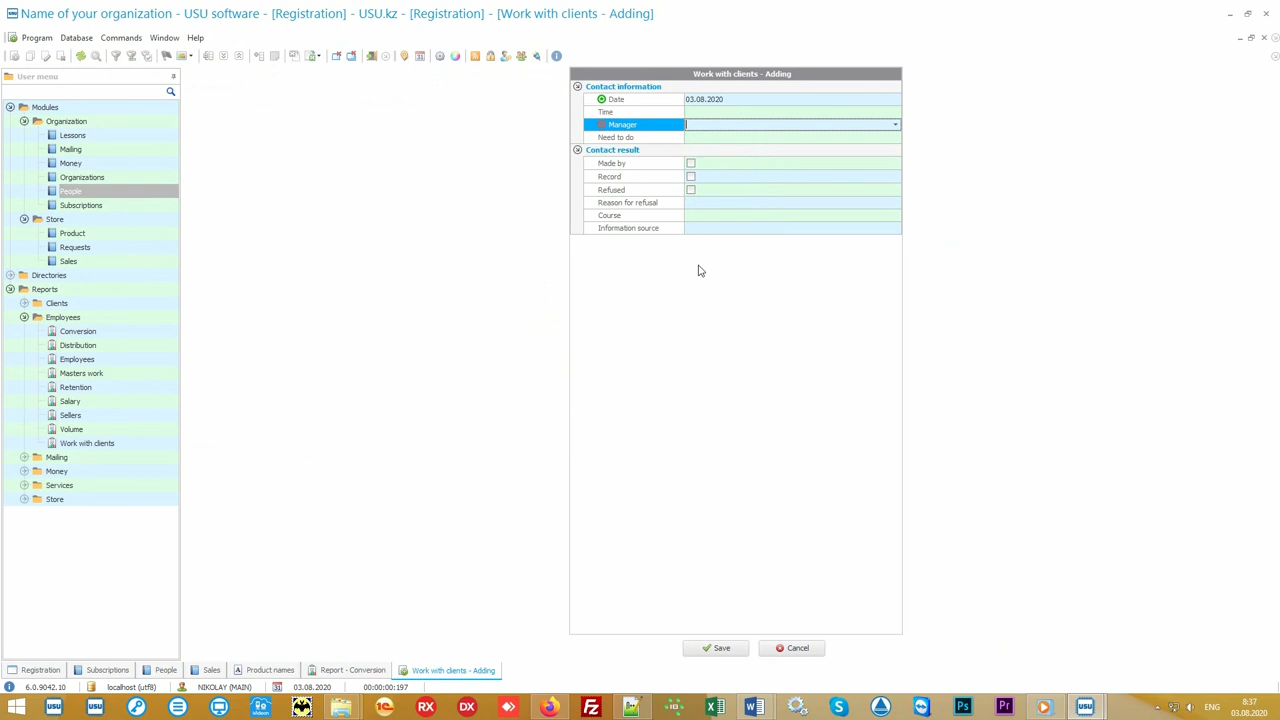 Name of your organization - USU software - [Registration] - USU.kz - [Registration] - [Work with clients - Adding]
Program Database Commands Window Help
User menu
Modules
Organization
Lessons
Mailing
Money
Organizations
People
Subscriptions
Store
Product
Requests
Sales
Directories
Reports
Clients
Employees
Conversion
Distribution
Employees
Masters work
Retention
Salary
Sellers
Volume
Work with clients
Mailing
Money
Services
Store
Work with clients - Adding
Contact information
Date 03.08.2020
Time
Manager
Need to do
Contact result
Made by
Record
Refused
Reason for refusal
Course
Information source
Save Cancel
Registration Subscriptions People Sales Product names Report - Conversion Work with clients - Adding
6.0.9042.10 localhost (utf8) NIKOLAY (MAIN) 03.08.2020 00:00:00:197
RX DX Fz Ps Pr USU ENG 8:37
03.08.2020